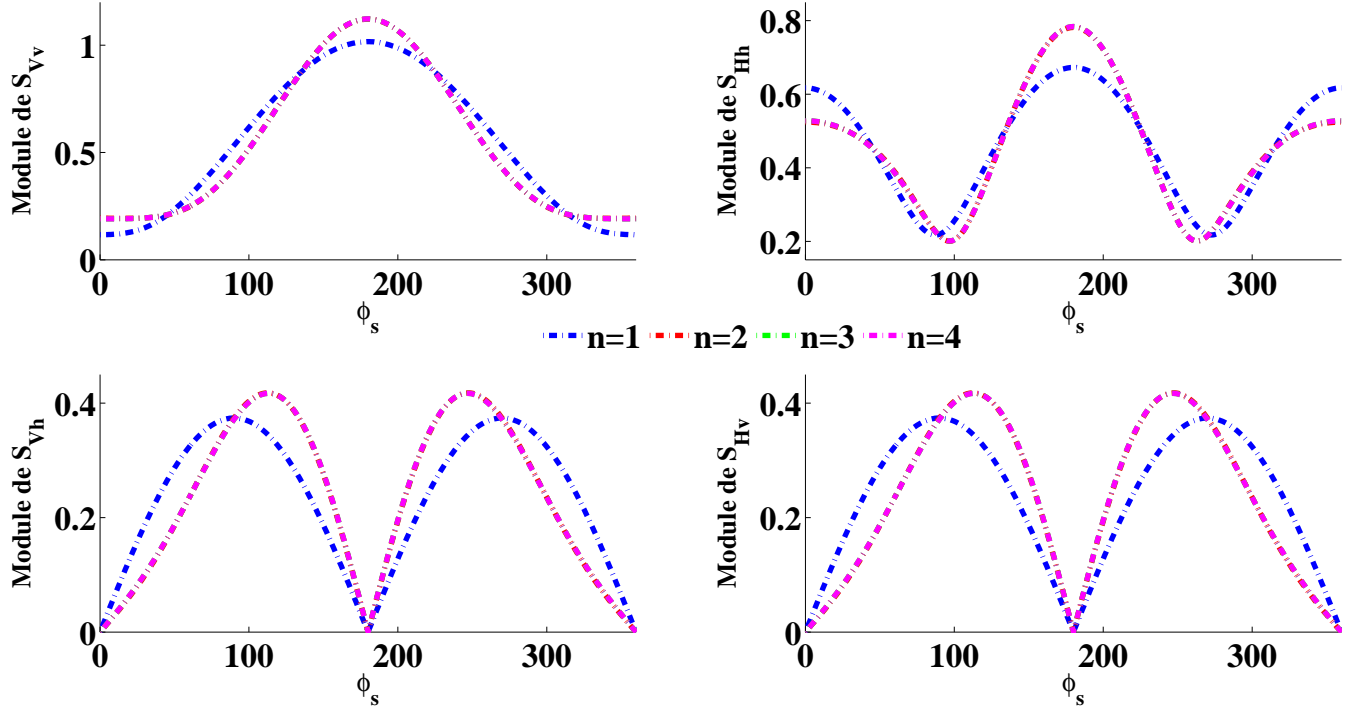 Module de S_Vv
1
0.5
0
0 100 200 300
ϕ_s
Module de S_Hh
0.8
0.6
0.4
0.2
0 100 200 300
ϕ_s
n=1 n=2 n=3 n=4
Module de S_Vh
0.4
0.2
0
0 100 200 300
ϕ_s
Module de S_Hv
0.4
0.2
0
0 100 200 300
ϕ_s